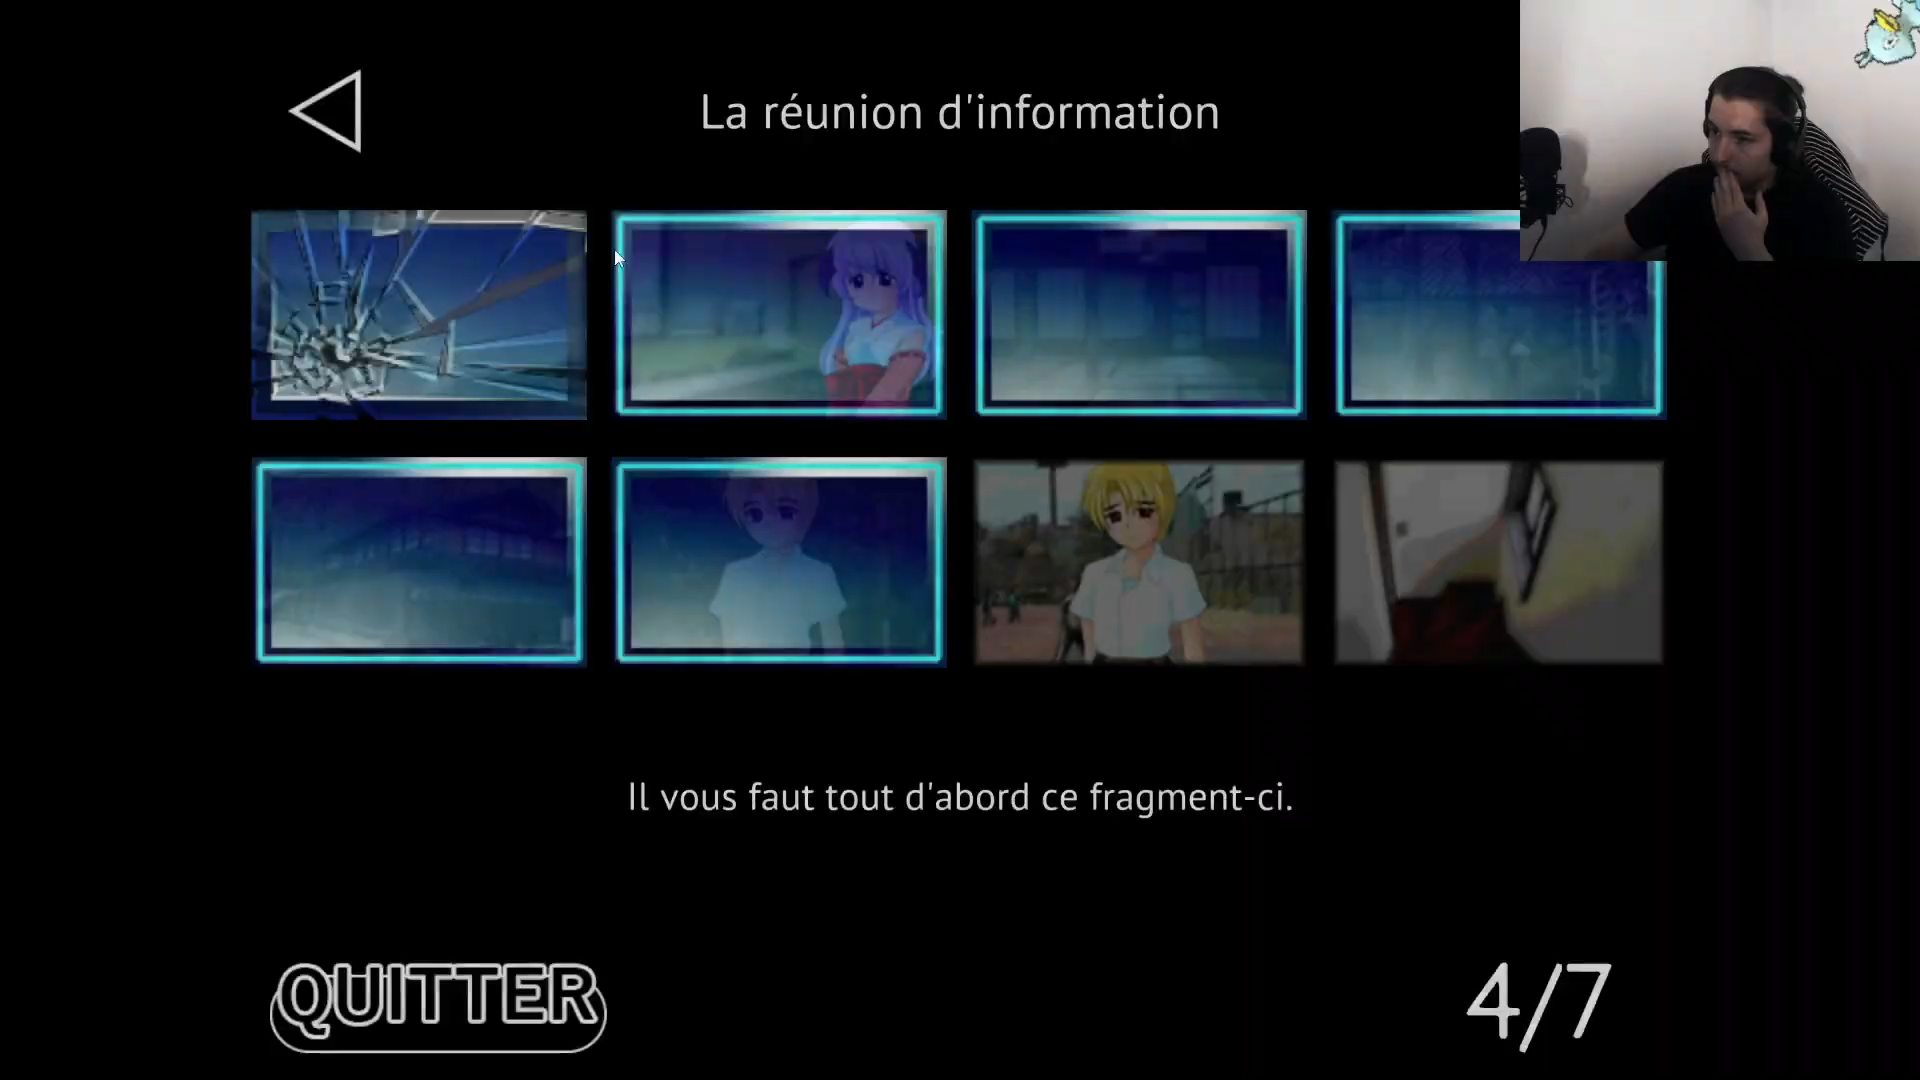 La réunion d'information
Il vous faut tout d'abord ce fragment-ci.
QUITTER
4/7